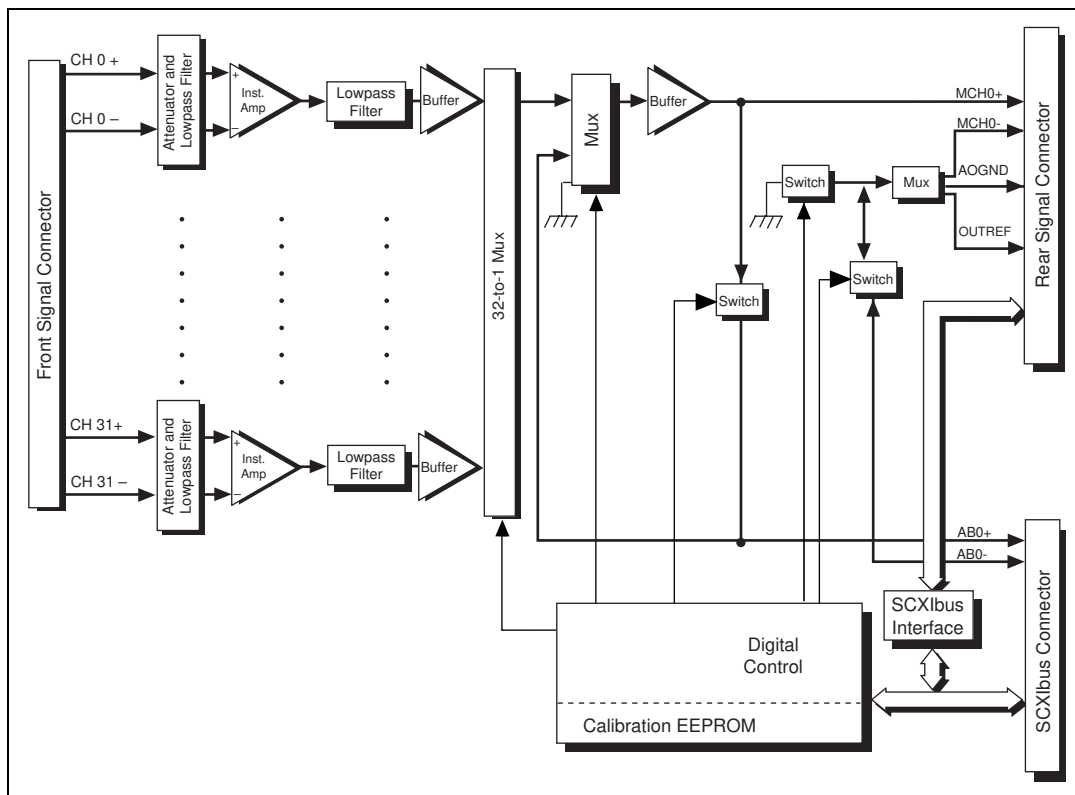 Front Signal Connector
CH 0 +
CH 0 –
Attenuator and
Lowpass Filter
+
–
Inst.
Amp
Lowpass
Filter
Buffer
32-to-1 Mux
Mux
Buffer
MCH0+
MCH0-
AOGND
OUTREF
Switch
Mux
Switch
Switch
Rear Signal Connector
CH 31+
CH 31 –
Attenuator and
Lowpass Filter
+
–
Inst.
Amp
Lowpass
Filter
Buffer
AB0+
AB0-
SCXIbus
Interface
SCXIbus Connector
Digital
Control
Calibration EEPROM